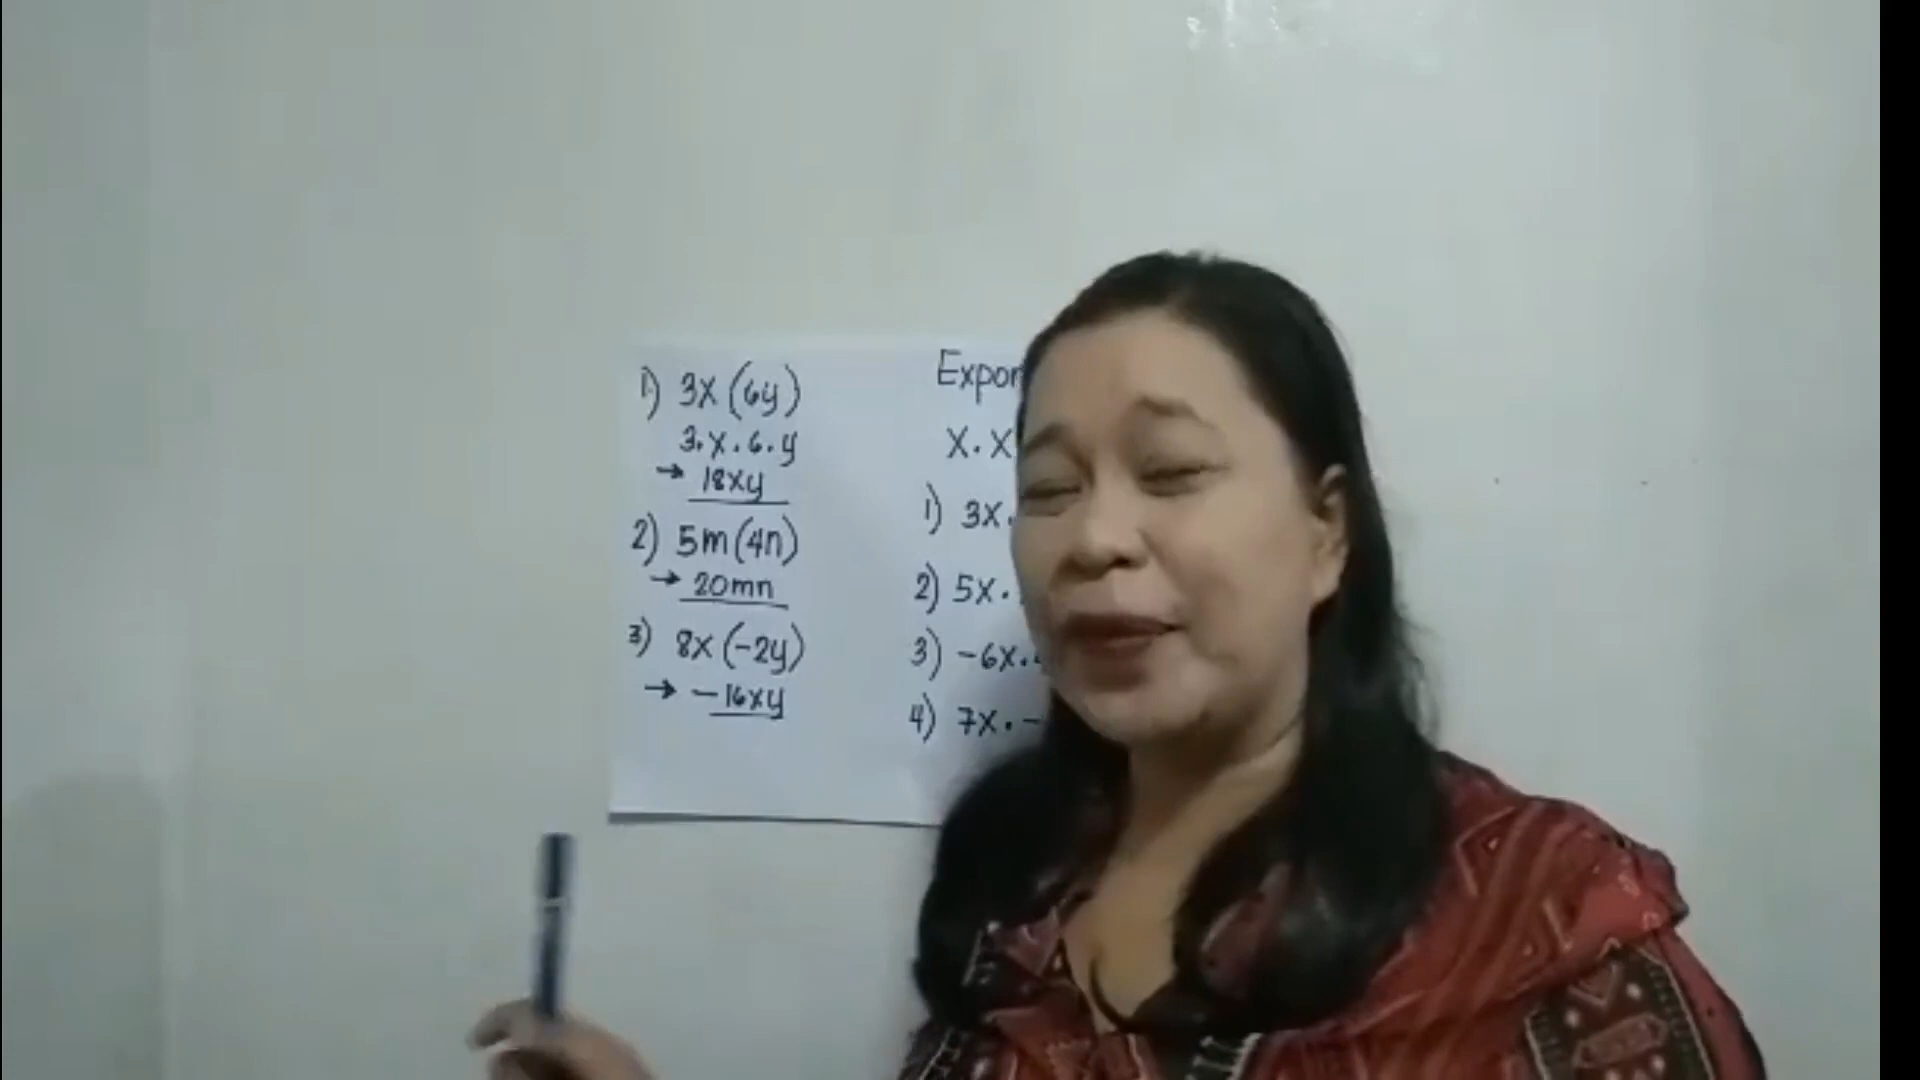 1) 3x (6y)
3.x.6.y
→ 18xy
2) 5m (4n)
→ 20mn
3) 8x (-2y)
→ -16xy
x.x
1) 3x.
2) 5x.
3) -6x.
4) 7x. -